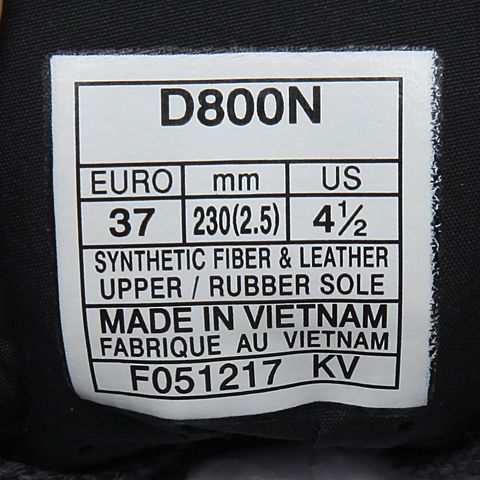 D800N
EURO mm US
37 230(2.5) 4½
SYNTHETIC FIBER & LEATHER
UPPER / RUBBER SOLE
MADE IN VIETNAM
FABRIQUE AU VIETNAM
F051217 KV